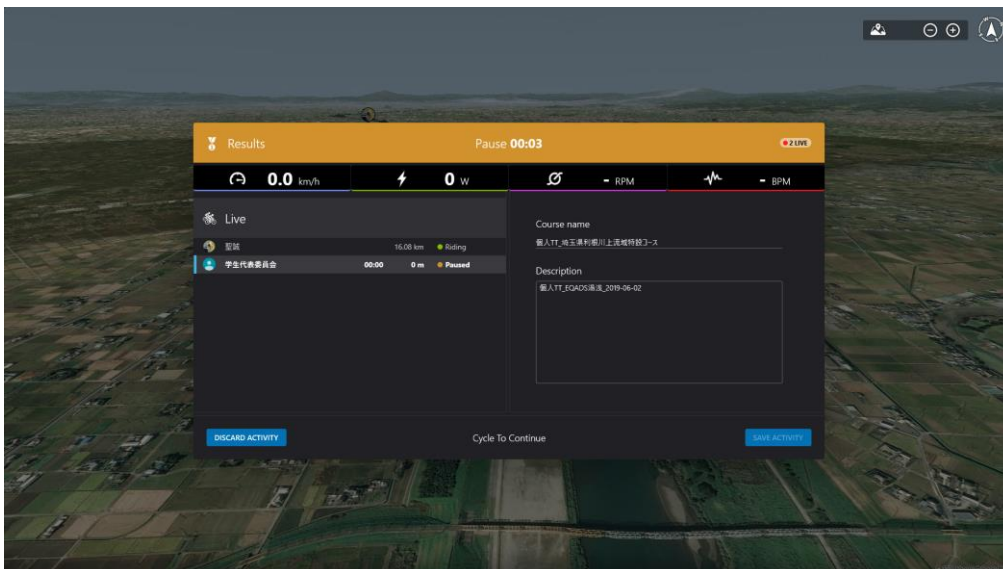 Results
Pause 00:03
2 LIVE
0.0 km/h
0 W
- RPM
- BPM
Live
聖誠 16.08 km Riding
学生代表委員会 00:00 0 m Paused
Course name
個人TT_埼玉県利根川上流域特設コース
Description
個人TT_EQADS湯浅_2019-06-02
DISCARD ACTIVITY
Cycle To Continue
SAVE ACTIVITY